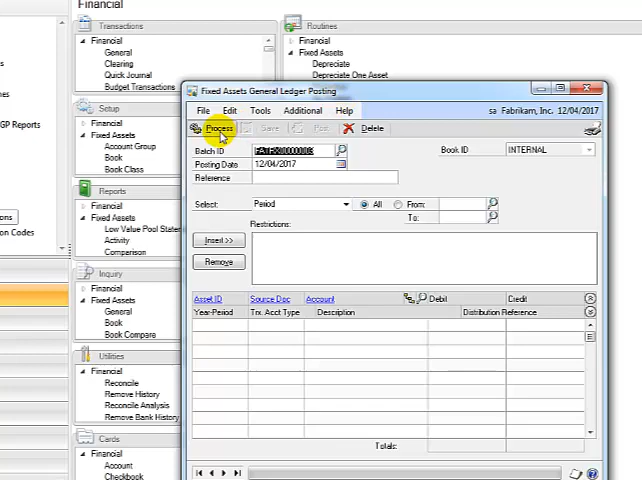 Financial
Transactions
Financial
General
Clearing
Quick Journal
Budget Transactions
Setup
Financial
Fixed Assets
Account Group
Book
Book Class
Reports
Financial
Fixed Assets
Activity
Comparison
Inquiry
Financial
Fixed Assets
General
Book
Book Compare
Utilities
Financial
Reconcile
Remove History
Reconcile Analysis
Remove Bank History
Cards
Financial
Account
Checkbook
Routines
Financial
Fixed Assets
Depreciate
Depreciate One Asset
GP Reports
on Codes
Fixed Assets General Ledger Posting
File Edit Tools Additional Help sa Fabrikam, Inc. 12/04/2017
Process Save Post Delete
Batch ID Book ID INTERNAL
Posting Date 12/04/2017
Reference
Select: Period All From:
To:
Restrictions:
Insert >>
Remove
Asset ID Source Doc Account Debit Credit
Year-Period Trx. Acct Type Description Distribution Reference
Totals: